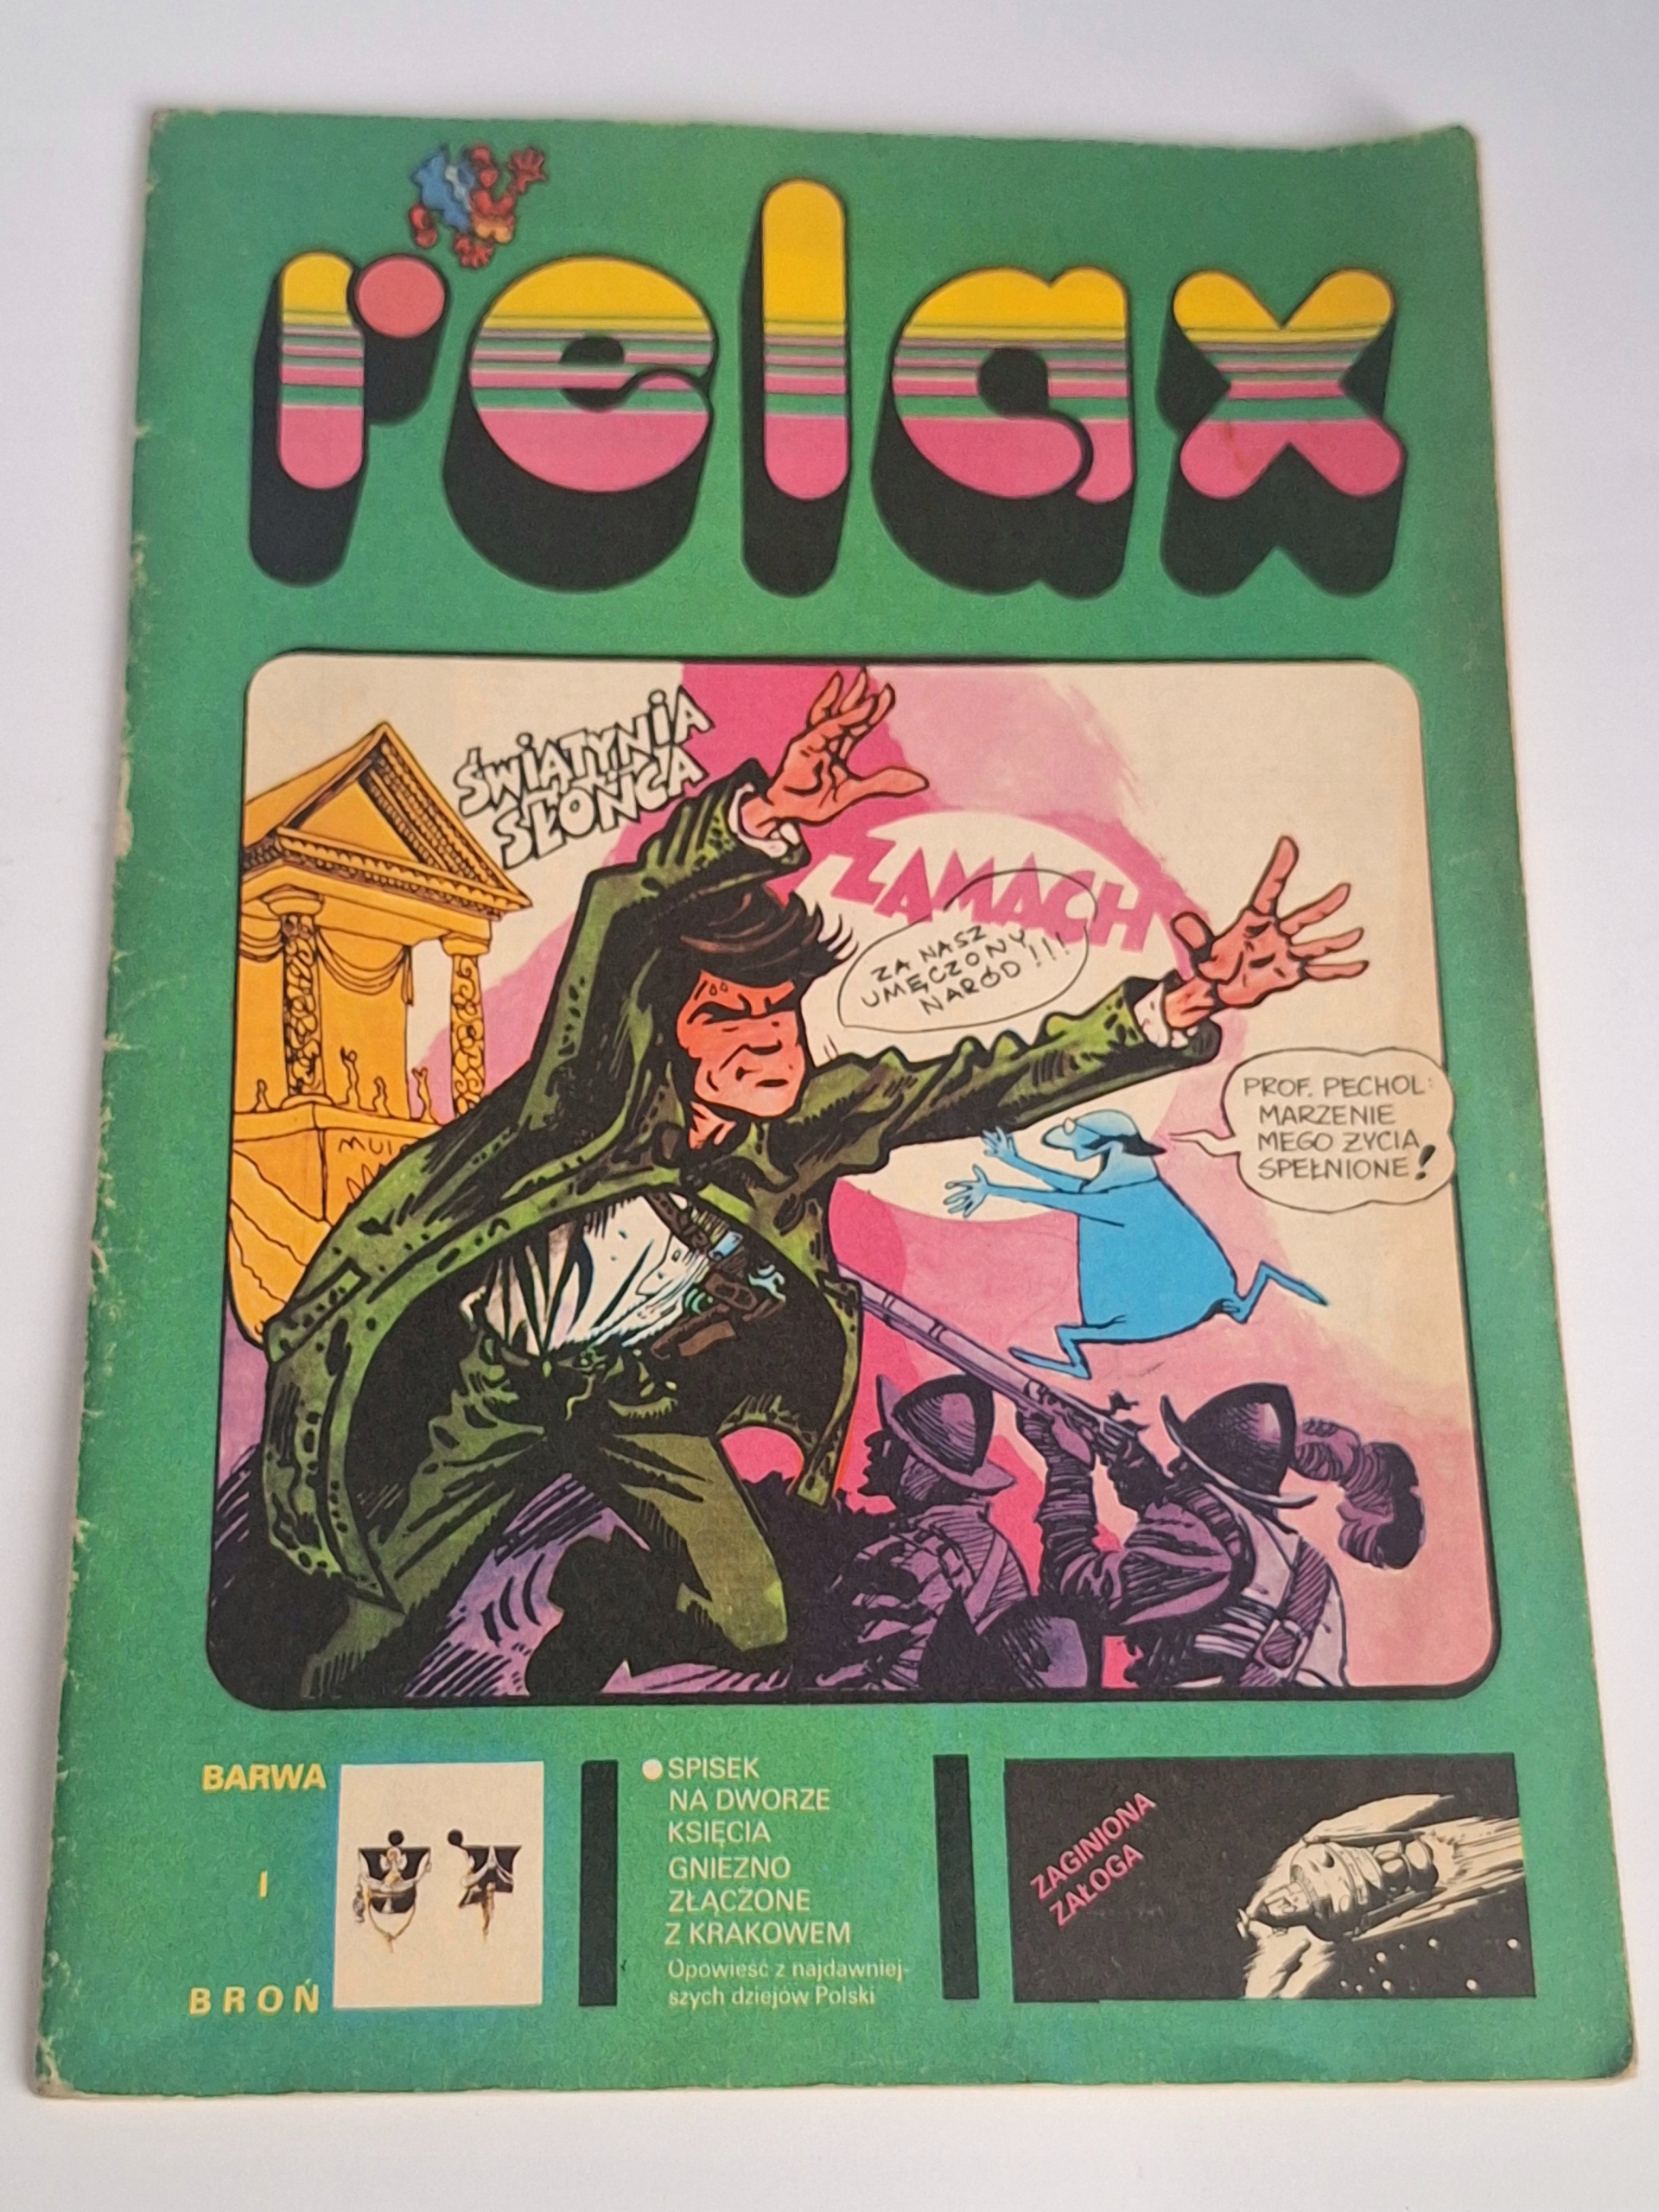 relax
ŚWIĄTYNIA
SŁOŃCA
ZAMACH
ZA NASZ
UMĘCZONY
NARÓD!!!
PROF. PECHOL:
MARZENIE
MEGO ŻYCIA
SPEŁNIONE!
BARWA
I
BROŃ
SPISEK
NA DWORZE
KSIĘCIA
GNIEZNO
ZŁĄCZONE
Z KRAKOWEM
Opowieść z najdawniej-
szych dziejów Polski
ZAGINIONA
ZAŁOGA